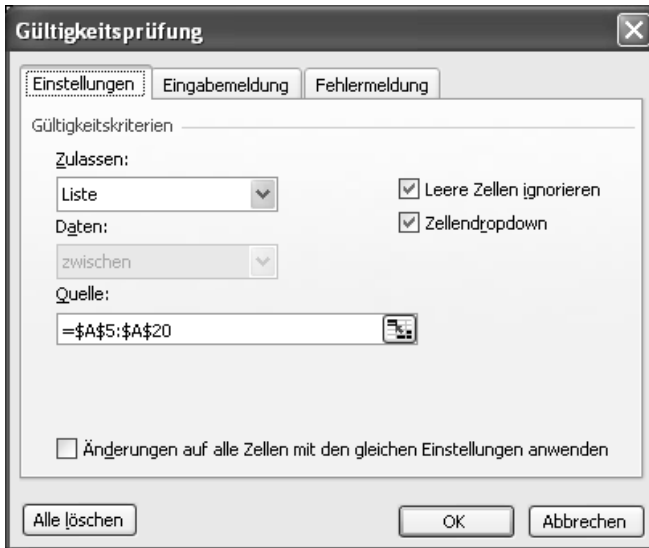 Gültigkeitsprüfung
Einstellungen Eingabemeldung Fehlermeldung
Gültigkeitskriterien
Zulassen:
Liste
Leere Zellen ignorieren
Daten:
Zellendropdown
zwischen
Quelle:
=$A$5:$A$20
Änderungen auf alle Zellen mit den gleichen Einstellungen anwenden
Alle löschen OK Abbrechen